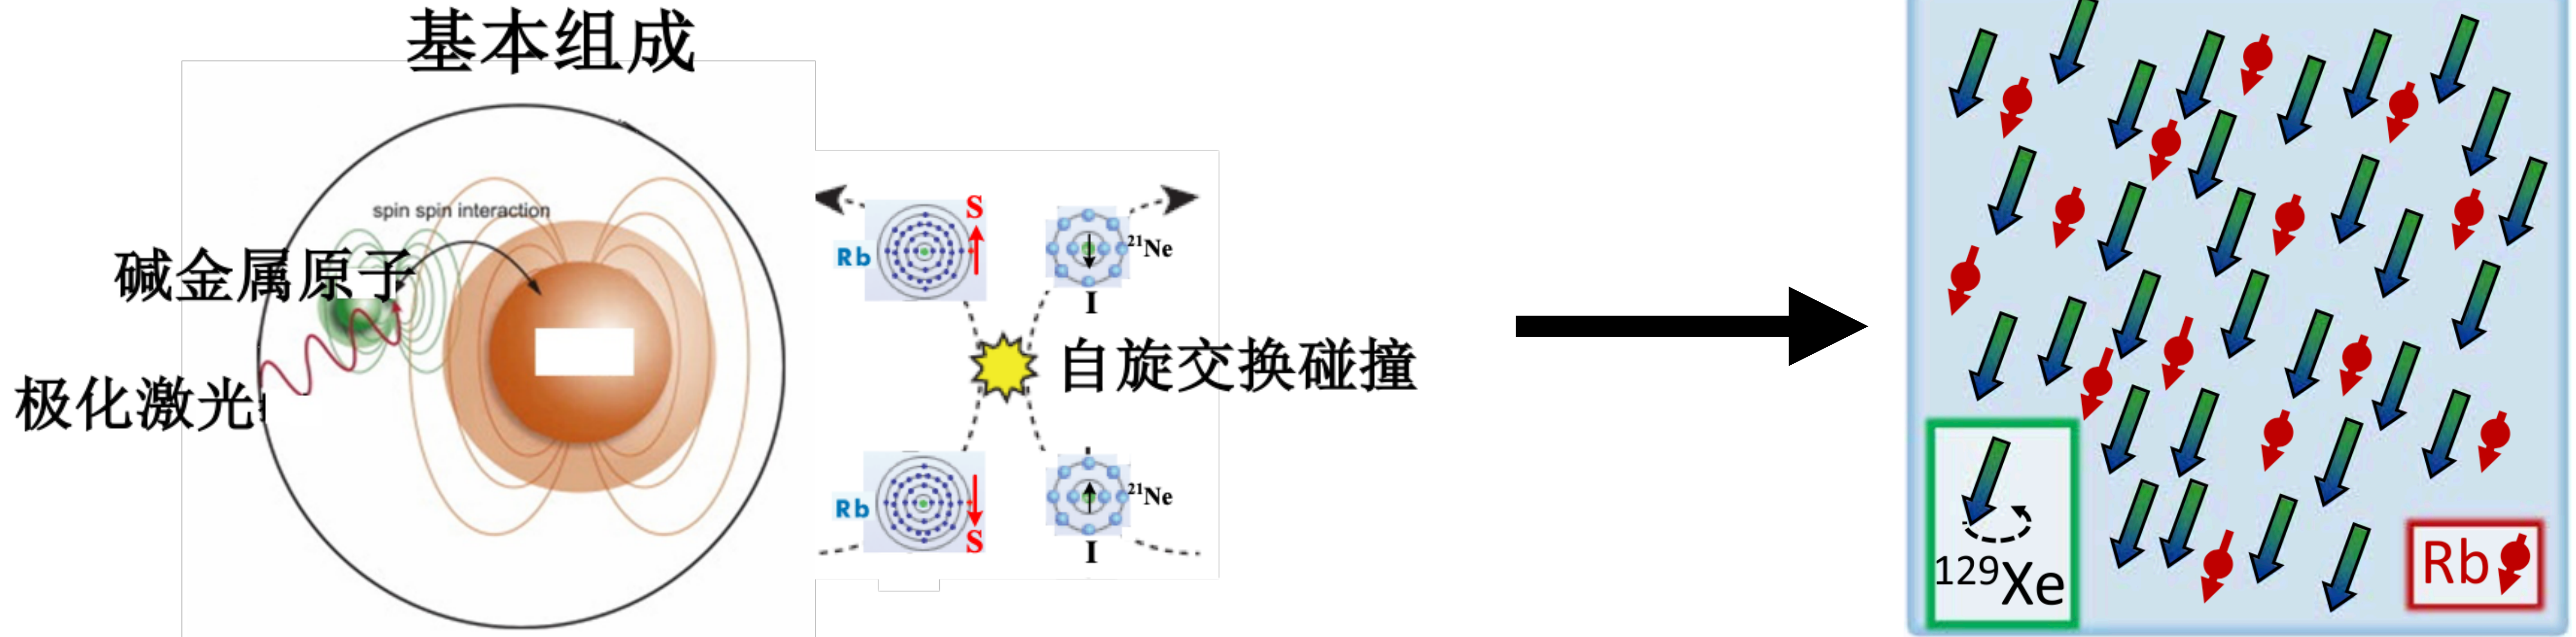 基本组成
spin spin interaction
碱金属原子
极化激光
S
Rb
²¹Ne
I
自旋交换碰撞
Rb
²¹Ne
S
I
¹²⁹Xe
Rb